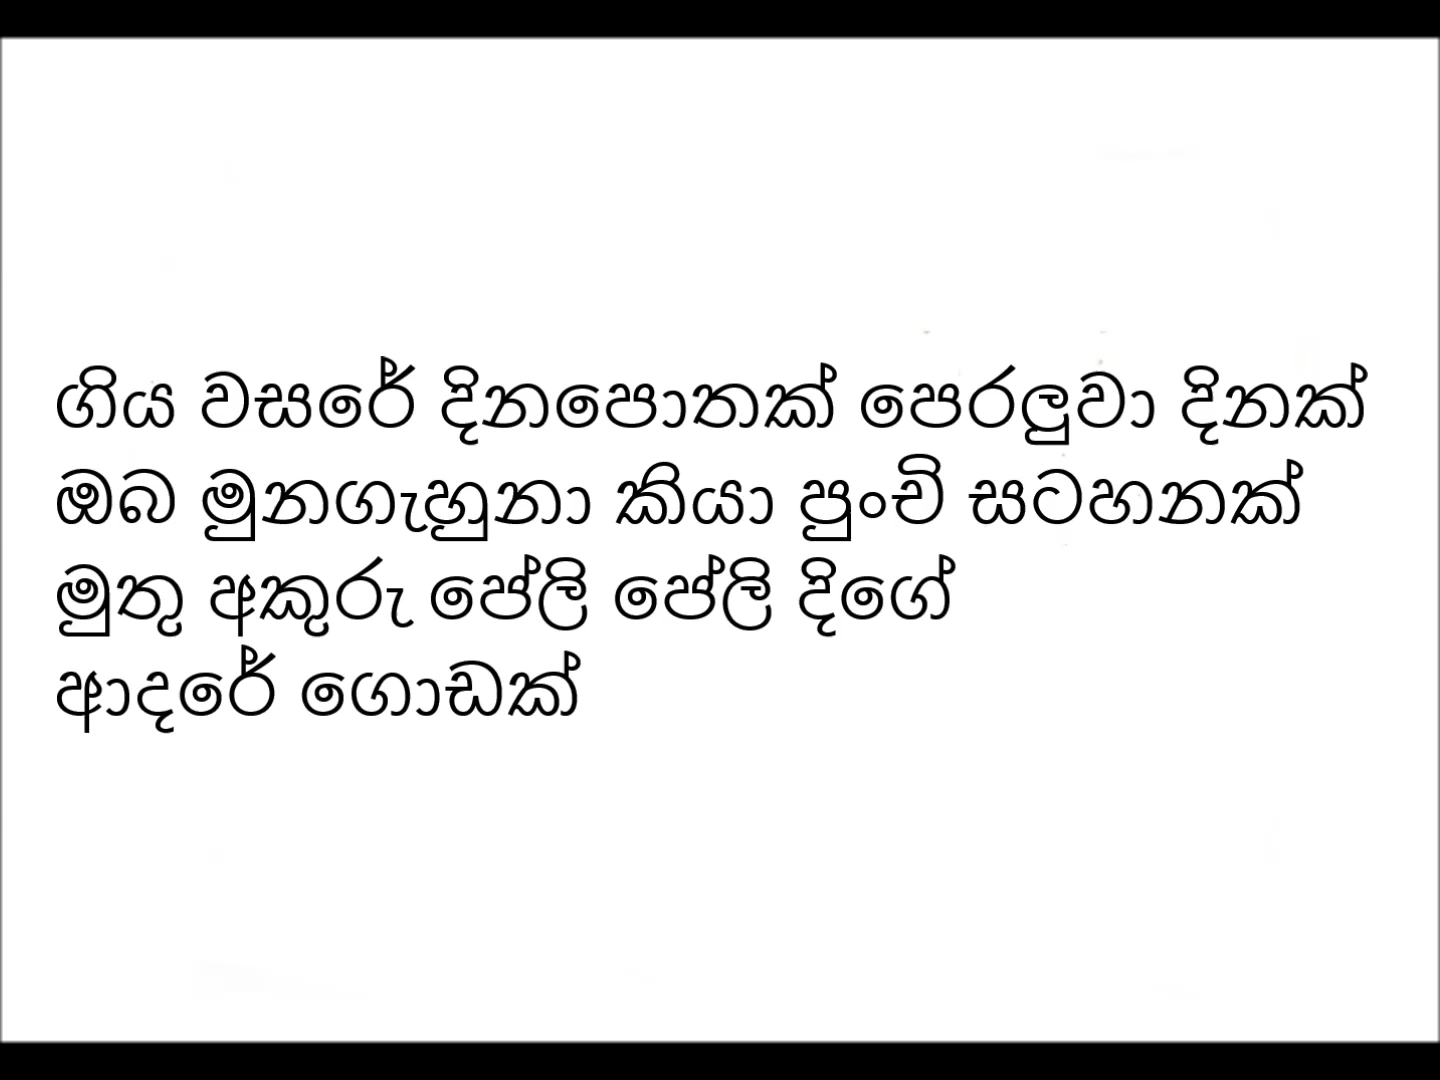 ගිය වසරේ දිනපොතක් පෙරලුවා දිනක්
ඔබ මුනගැහුනා කියා පුංචි සටහනක්
මුතු අකුරු පේලි පේලි දිගේ
ආදරේ ගොඩක්